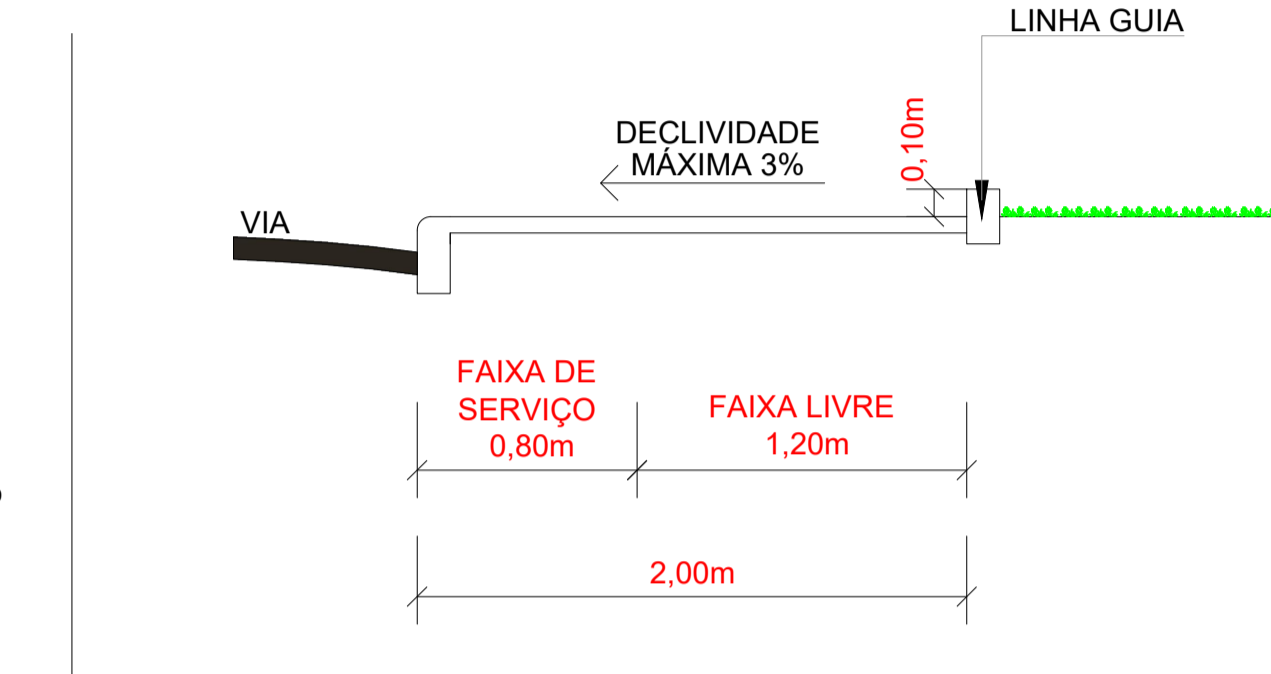 LINHA GUIA
0,10m
DECLIVIDADE
MÁXIMA 3%
VIA
FAIXA DE
SERVIÇO
0,80m
FAIXA LIVRE
1,20m
2,00m